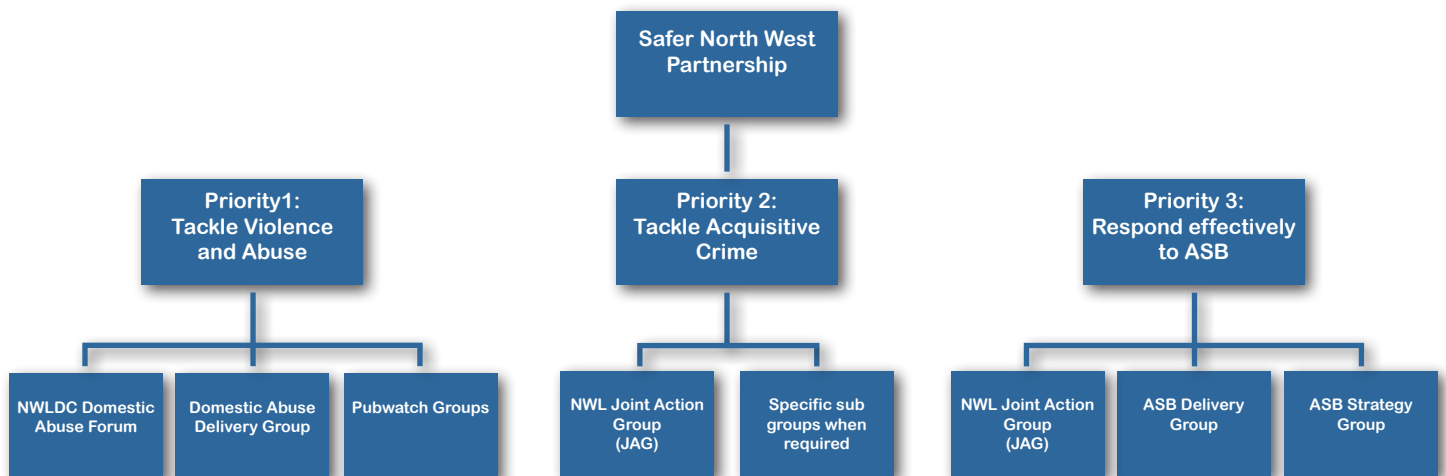 Safer North West
Partnership
Priority1:
Tackle Violence
and Abuse
Priority 2:
Tackle Acquisitive
Crime
Priority 3:
Respond effectively
to ASB
NWLDC Domestic
Abuse Forum
Domestic Abuse
Delivery Group
Pubwatch Groups
NWL Joint Action
Group
(JAG)
Specific sub
groups when
required
NWL Joint Action
Group
(JAG)
ASB Delivery
Group
ASB Strategy
Group